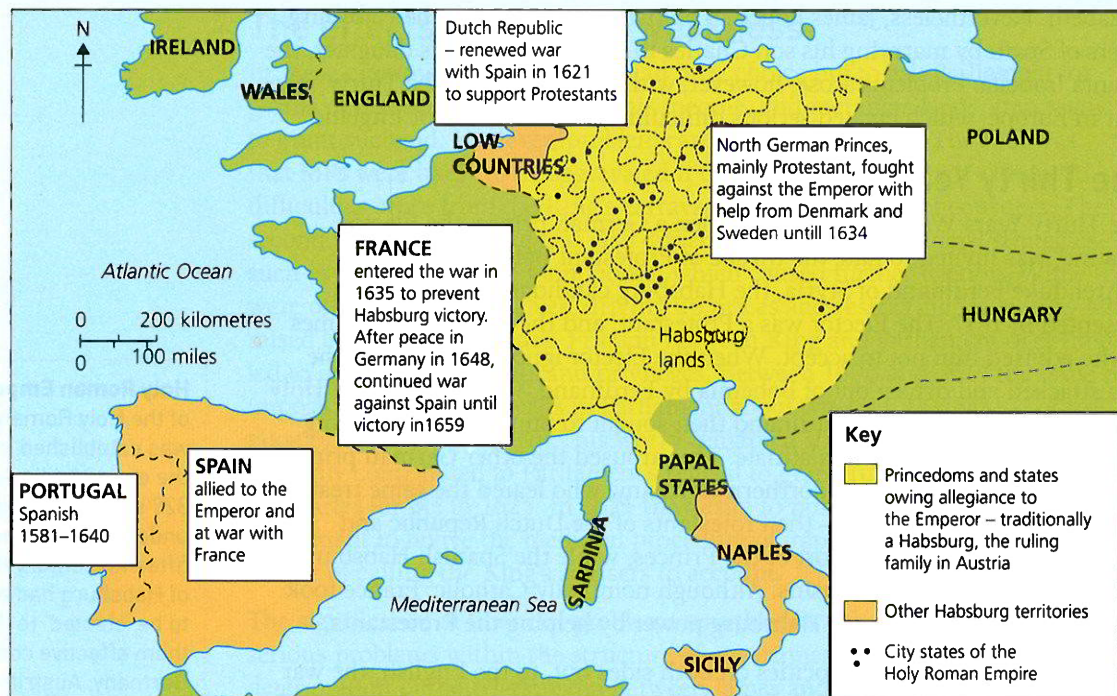 N
IRELAND
WALES
ENGLAND
Dutch Republic
– renewed war
with Spain in 1621
to support Protestants
LOW
COUNTRIES
POLAND
North German Princes,
mainly Protestant, fought
against the Emperor with
help from Denmark and
Sweden untill 1634
Atlantic Ocean
0 200 kilometres
0 100 miles
FRANCE
entered the war in
1635 to prevent
Habsburg victory.
After peace in
Germany in 1648,
continued war
against Spain until
victory in1659
HUNGARY
Habsburg
lands
PORTUGAL
Spanish
1581–1640
SPAIN
allied to the
Emperor and
at war with
France
PAPAL
STATES
SARDINIA
NAPLES
Mediterranean Sea
SICILY
Key
Princedoms and states
owing allegiance to
the Emperor – traditionally
a Habsburg, the ruling
family in Austria
Other Habsburg territories
City states of the
Holy Roman Empire